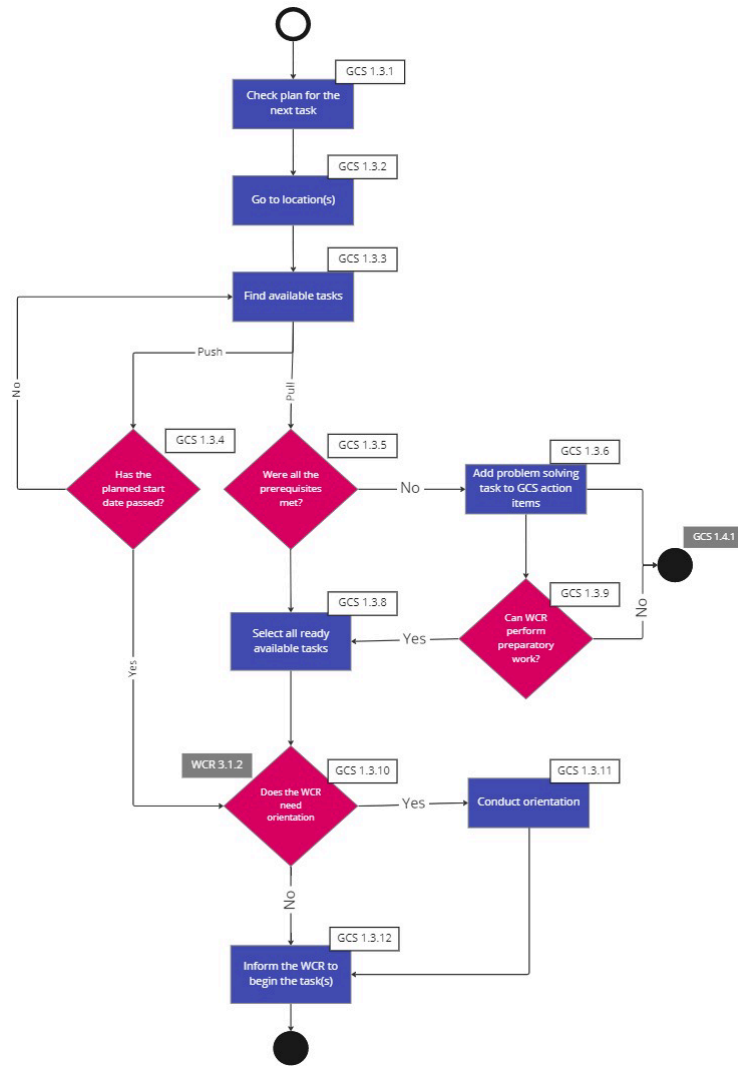 GCS 1.3.1
Check plan for the
next task
GCS 1.3.2
Go to location(s)
GCS 1.3.3
Find available tasks
Push
Pull
No
GCS 1.3.4
Has the
planned start
date passed?
GCS 1.3.5
Were all the
prerequisites
met?
No
GCS 1.3.6
Add problem solving
task to GCS action
items
GCS 1.4.1
GCS 1.3.8
Select all ready
available tasks
Yes
GCS 1.3.9
Can WCR
perform
preparatory
work?
No
Yes
WCR 3.1.2
GCS 1.3.10
Does the WCR
need
orientation
Yes
GCS 1.3.11
Conduct orientation
No
GCS 1.3.12
Inform the WCR to
begin the task(s)